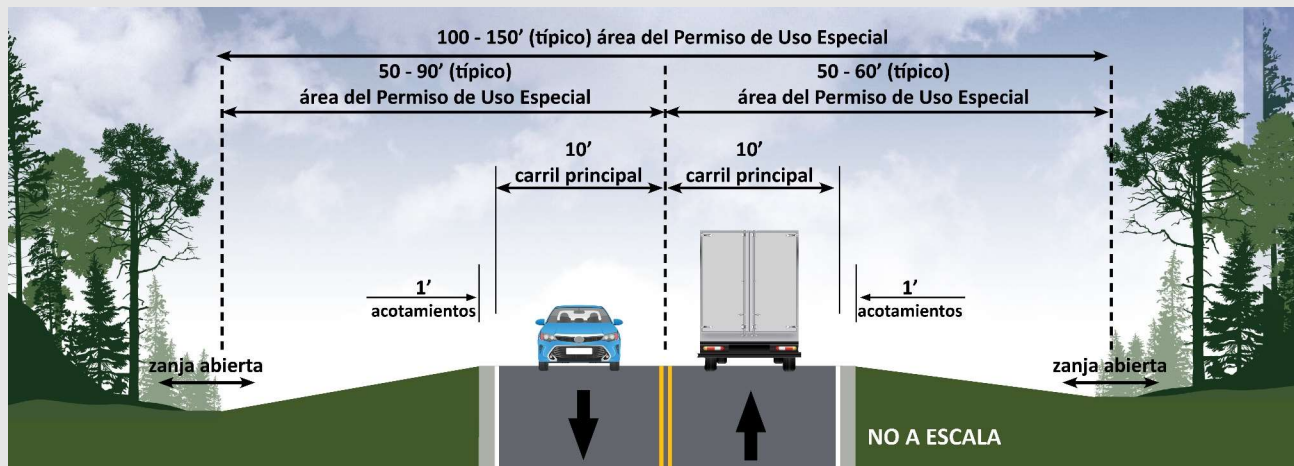 100 - 150’ (típico) área del Permiso de Uso Especial
50 - 90’ (típico)
área del Permiso de Uso Especial
50 - 60’ (típico)
área del Permiso de Uso Especial
10’
carril principal
10’
carril principal
1’
acotamientos
1’
acotamientos
zanja abierta
zanja abierta
NO A ESCALA